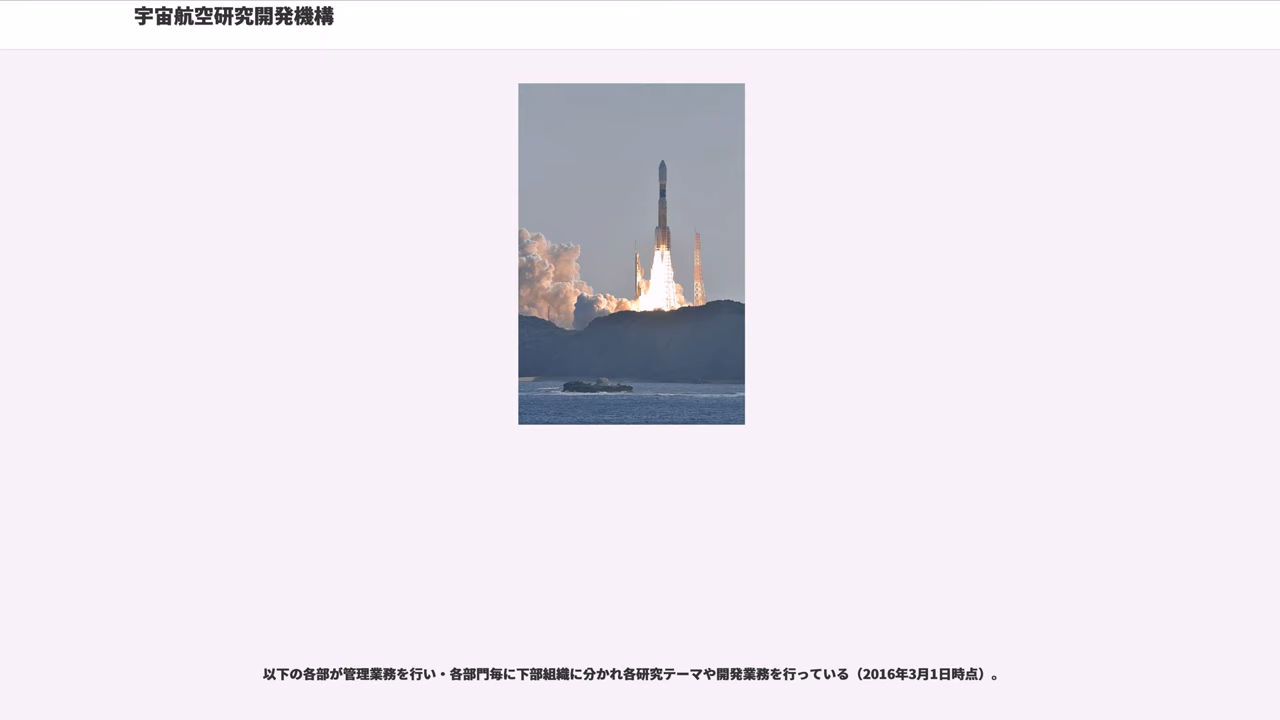 宇宙航空研究開発機構
以下の各部が管理業務を行い・各部門毎に下部組織に分かれ各研究テーマや開発業務を行っている（2016年3月1日時点）。